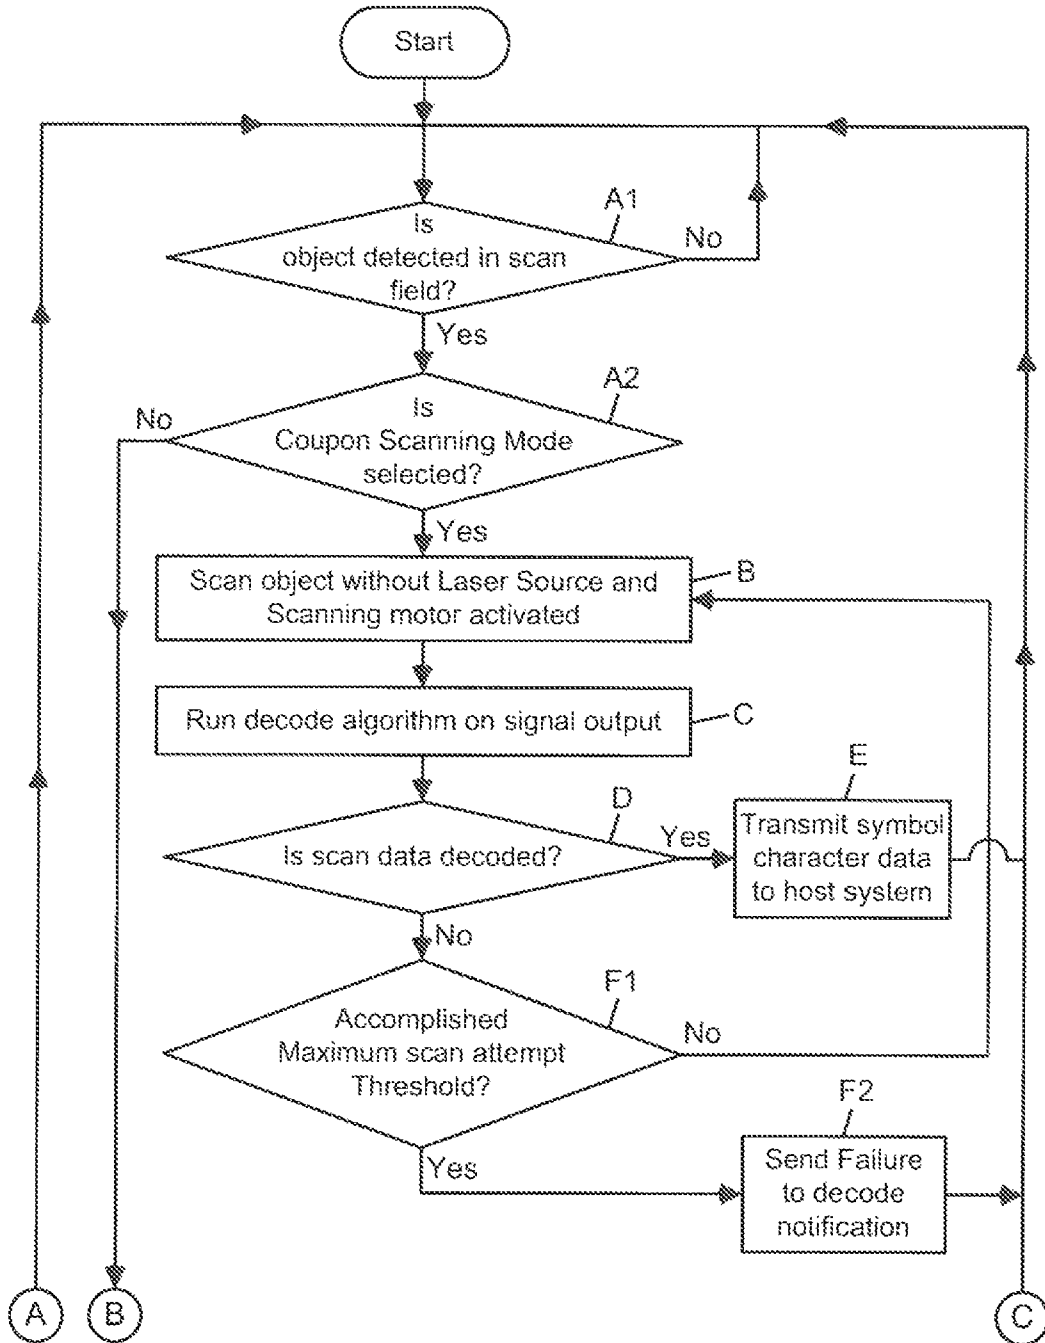 Start
A1
Is
object detected in scan
field?
No
Yes
A2
Is
Coupon Scanning Mode
selected?
No
Yes
B
Scan object without Laser Source and
Scanning motor activated
C
Run decode algorithm on signal output
D
Is scan data decoded?
Yes
E
Transmit symbol
character data
to host system
No
F1
Accomplished
Maximum scan attempt
Threshold?
No
Yes
F2
Send Failure
to decode
notification
A
B
C